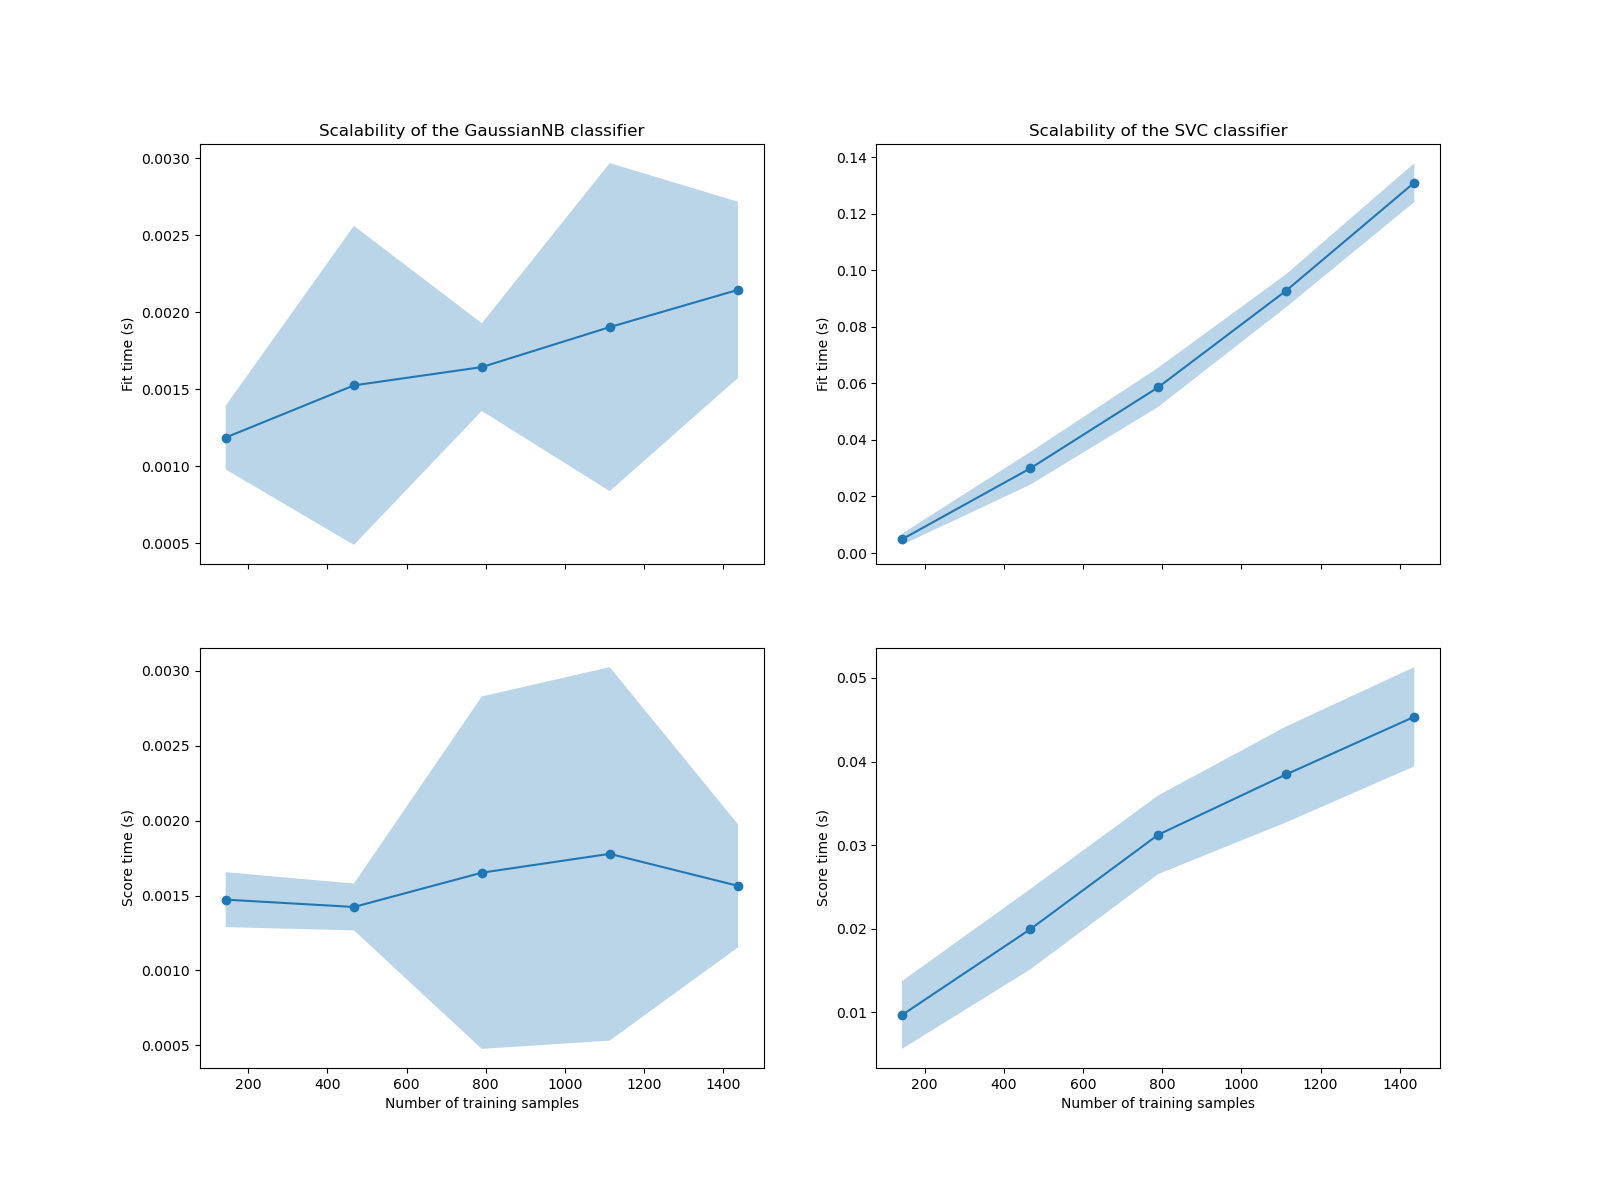 Scalability of the GaussianNB classifier
0.0030
0.0025
0.0020
0.0015
0.0010
0.0005
Fit time (s)
Scalability of the SVC classifier
0.14
0.12
0.10
0.08
0.06
0.04
0.02
0.00
Fit time (s)
0.0030
0.0025
0.0020
0.0015
0.0010
0.0005
Score time (s)
200 400 600 800 1000 1200 1400
Number of training samples
0.05
0.04
0.03
0.02
0.01
Score time (s)
200 400 600 800 1000 1200 1400
Number of training samples